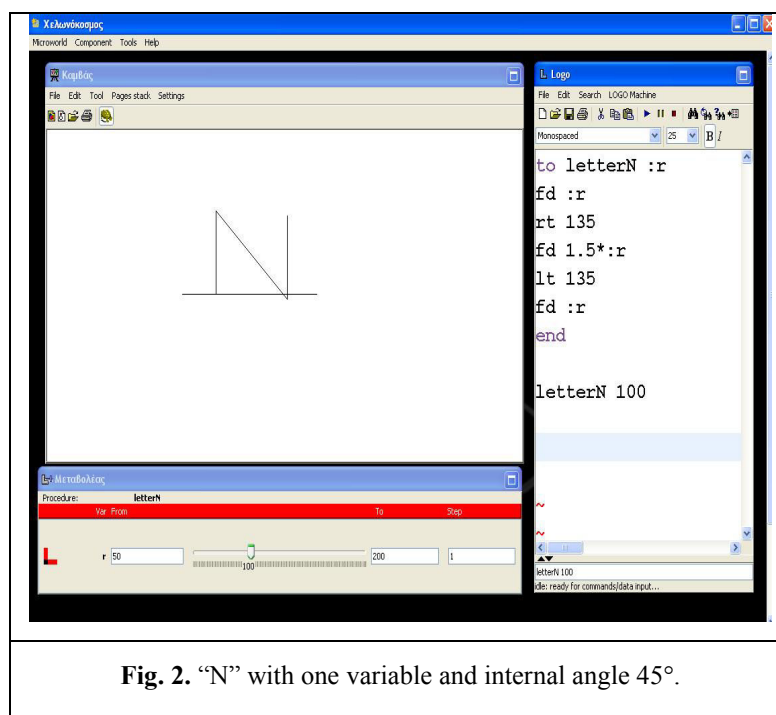 Χελωνόκοσμος
Microworld Component Tools Help
Καμβάς
File Edit Tool Pages stack Settings
L Logo
File Edit Search LOGO Machine
Monospaced 25 B I
to letterN :r
fd :r
rt 135
fd 1.5*:r
lt 135
fd :r
end
letterN 100
~
~
letterN 100
idle: ready for commands/data input...
Μεταβολέας
Procedure: letterN
Var From To Step
r 50 100 200 1
Fig. 2. “N” with one variable and internal angle 45°.